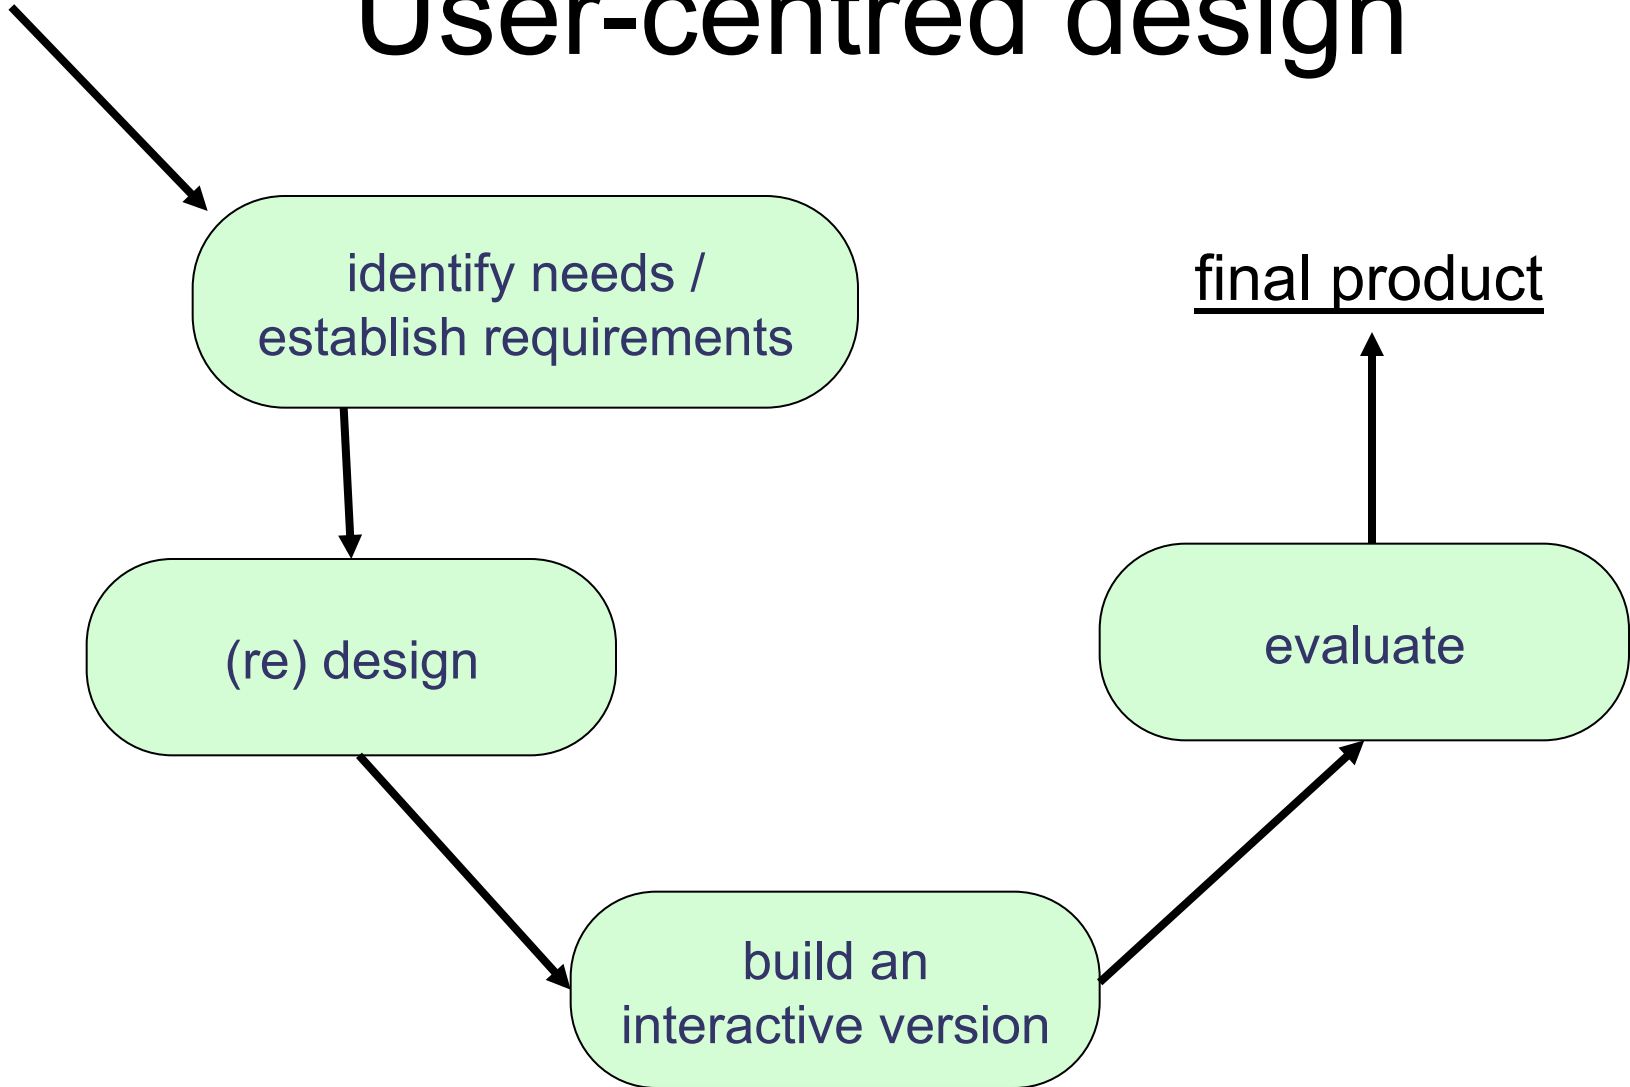 User-centred design
identify needs /
establish requirements
final product
(re) design
evaluate
build an
interactive version